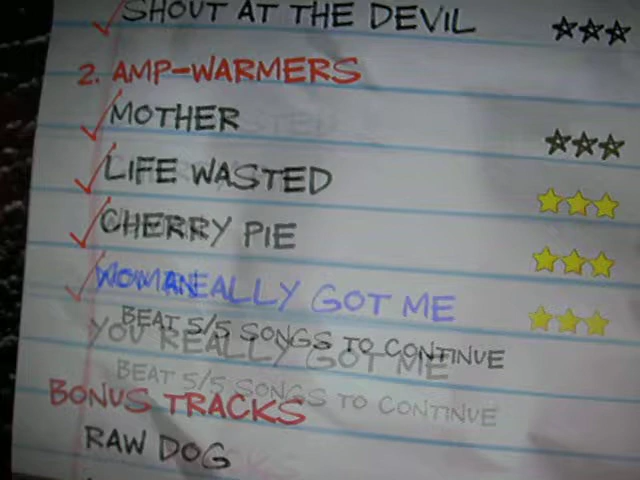 SHOUT AT THE DEVIL
2. AMP-WARMERS
MOTHER
LIFE WASTED
CHERRY PIE
WOMAN
REALLY GOT ME
BEAT 5/5 SONGS TO CONTINUE
YOU REALLY GOT ME
BEAT 5/5 SONGS TO CONTINUE
BONUS TRACKS
RAW DOG